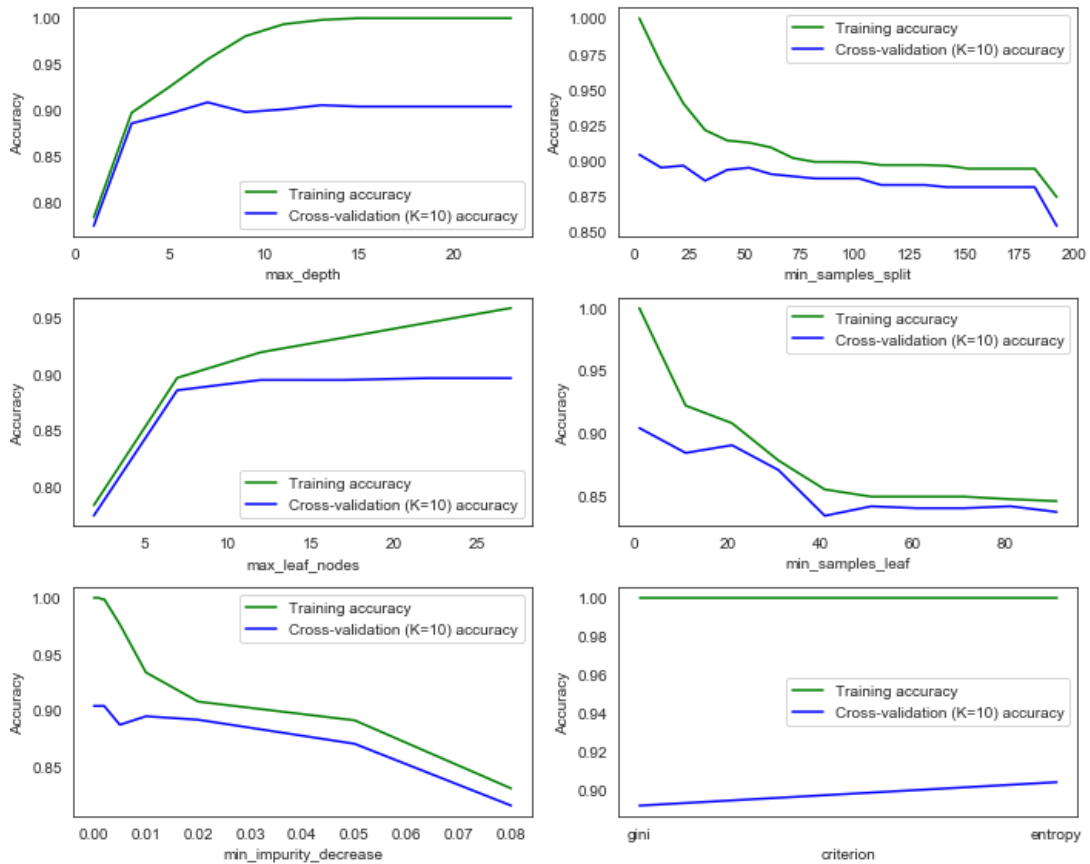 1.00
0.95
0.90
0.85
0.80
Accuracy
Training accuracy
Cross-validation (K=10) accuracy
0 5 10 15 20
max_depth
1.000
0.975
0.950
0.925
0.900
0.875
0.850
Accuracy
Training accuracy
Cross-validation (K=10) accuracy
0 25 50 75 100 125 150 175 200
min_samples_split
0.95
0.90
0.85
0.80
Accuracy
Training accuracy
Cross-validation (K=10) accuracy
5 10 15 20 25
max_leaf_nodes
1.00
0.95
0.90
0.85
Accuracy
Training accuracy
Cross-validation (K=10) accuracy
0 20 40 60 80
min_samples_leaf
1.00
0.95
0.90
0.85
Accuracy
Training accuracy
Cross-validation (K=10) accuracy
0.00 0.01 0.02 0.03 0.04 0.05 0.06 0.07 0.08
min_impurity_decrease
1.00
0.98
0.96
0.94
0.92
0.90
Accuracy
Training accuracy
Cross-validation (K=10) accuracy
gini entropy
criterion